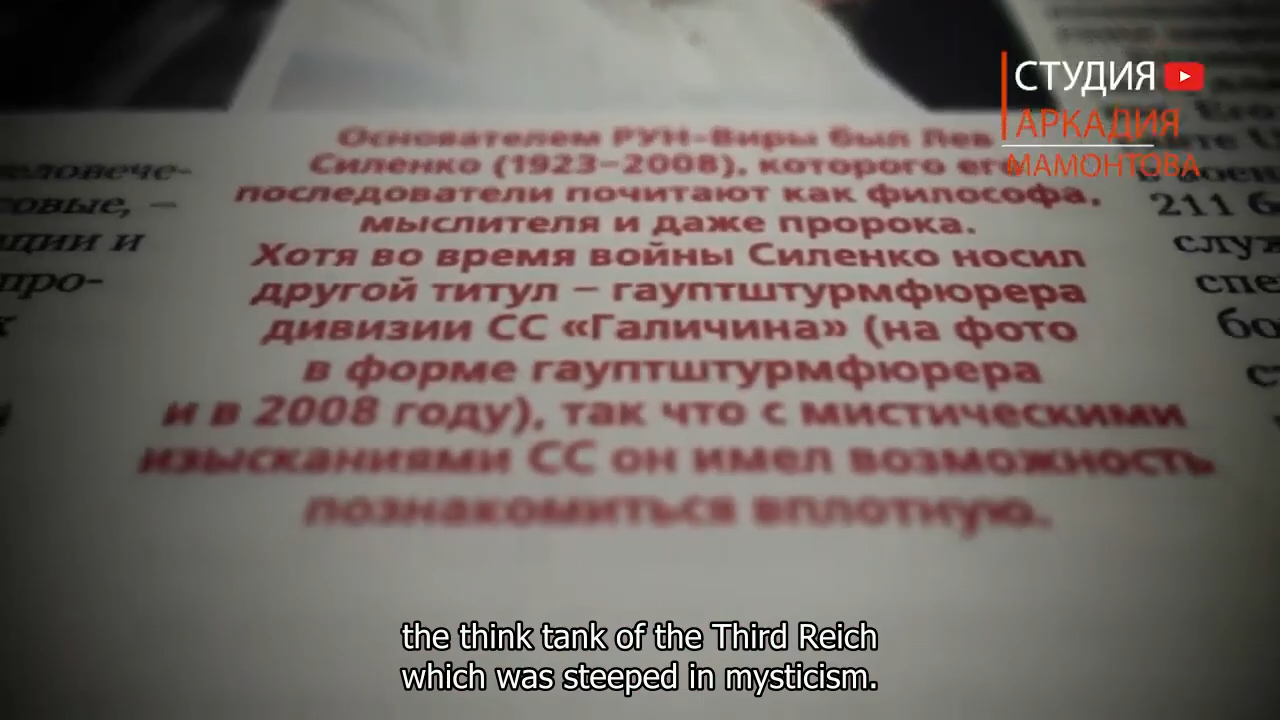 СТУДИЯ
АРКАДИЯ
МАМОНТОВА
Основателем РУН-Виры был Лев
Силенко (1923–2008), которого его
последователи почитают как философа,
мыслителя и даже пророка.
Хотя во время войны Силенко носил
другой титул – гауптштурмфюрера
дивизии СС «Галичина» (на фото
в форме гауптштурмфюрера
и в 2008 году), так что с мистическими
изысканиями СС он имел возможность
познакомиться вплотную.
ции и
211
the think tank of the Third Reich
which was steeped in mysticism.